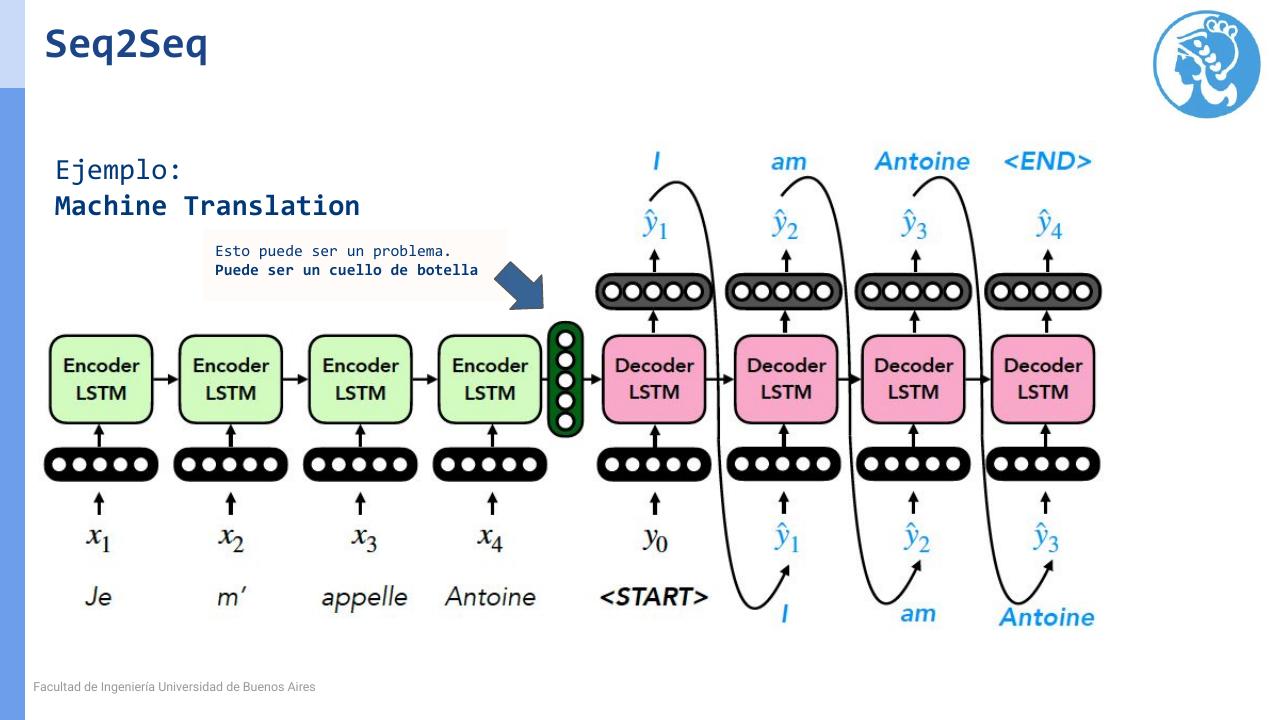 Seq2Seq
Ejemplo:
Machine Translation
Esto puede ser un problema.
Puede ser un cuello de botella
I am Antoine <END>
ŷ1 ŷ2 ŷ3 ŷ4
Encoder LSTM
Encoder LSTM
Encoder LSTM
Encoder LSTM
Decoder LSTM
Decoder LSTM
Decoder LSTM
Decoder LSTM
x1 x2 x3 x4 y0 ŷ1 ŷ2 ŷ3
Je m' appelle Antoine <START> I am Antoine
Facultad de Ingeniería Universidad de Buenos Aires